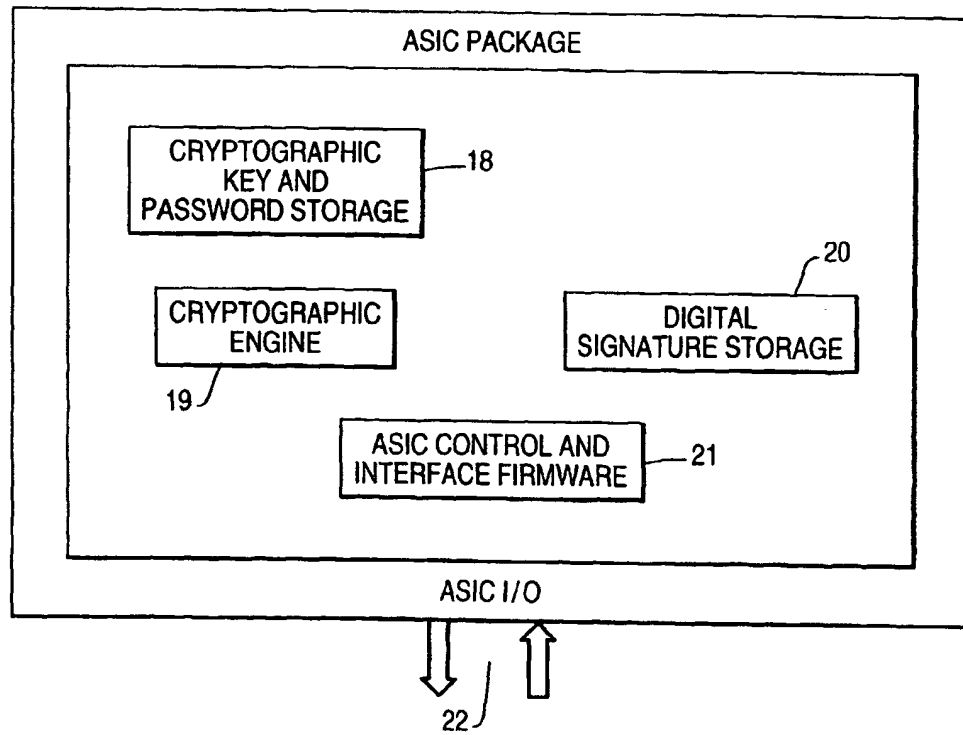 ASIC PACKAGE
CRYPTOGRAPHIC
KEY AND
PASSWORD STORAGE
18
CRYPTOGRAPHIC
ENGINE
19
20
DIGITAL
SIGNATURE STORAGE
ASIC CONTROL AND
INTERFACE FIRMWARE
21
ASIC I/O
22